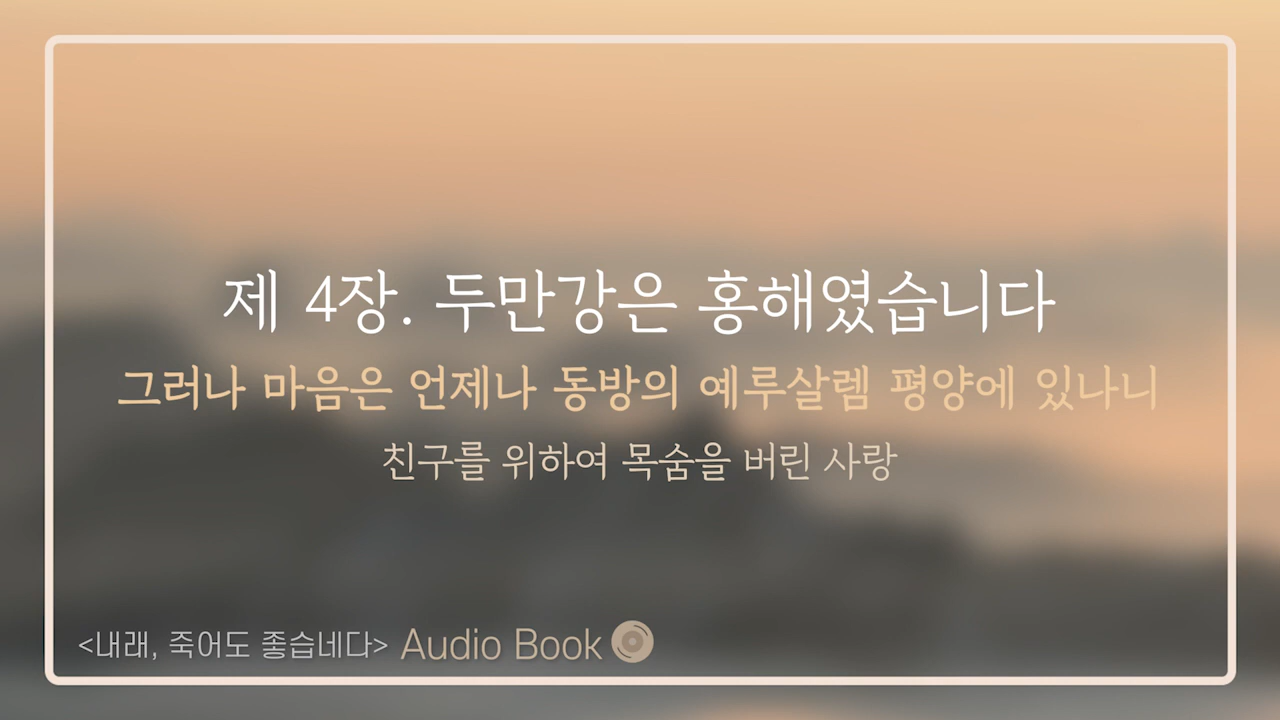 제 4장. 두만강은 홍해였습니다
그러나 마음은 언제나 동방의 예루살렘 평양에 있나니
친구를 위하여 목숨을 버린 사랑
<내래, 죽어도 좋습네다> Audio Book